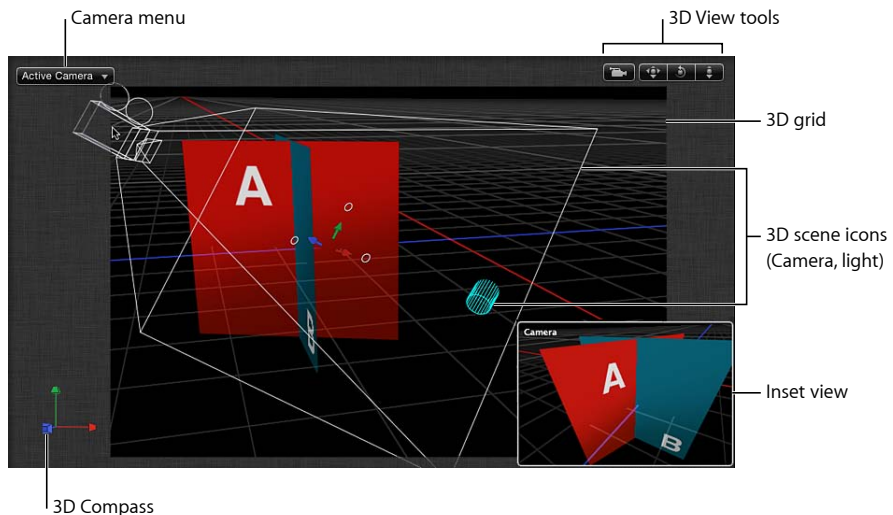 Camera menu
3D View tools
Active Camera
3D grid
A
3D scene icons
(Camera, light)
B
Camera
A
B
Inset view
3D Compass